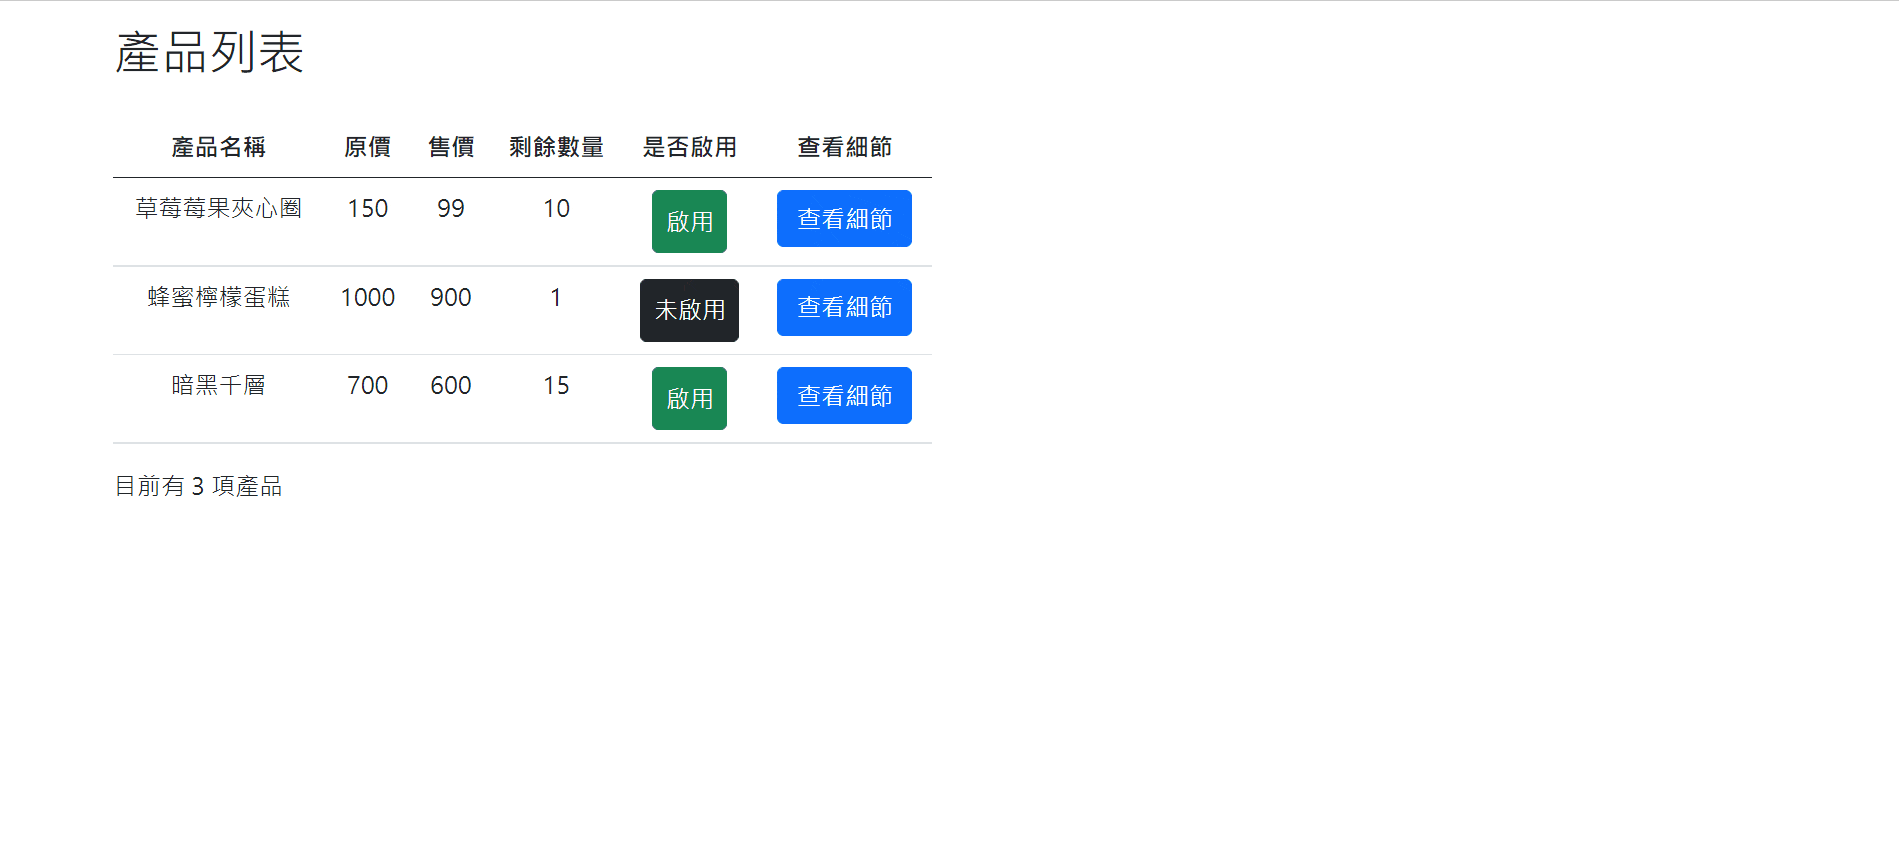 產品列表
產品名稱 原價 售價 剩餘數量 是否啟用 查看細節
草莓莓果夾心圈 150 99 10 啟用 查看細節
蜂蜜檸檬蛋糕 1000 900 1 未啟用 查看細節
暗黑千層 700 600 15 啟用 查看細節
目前有 3 項產品